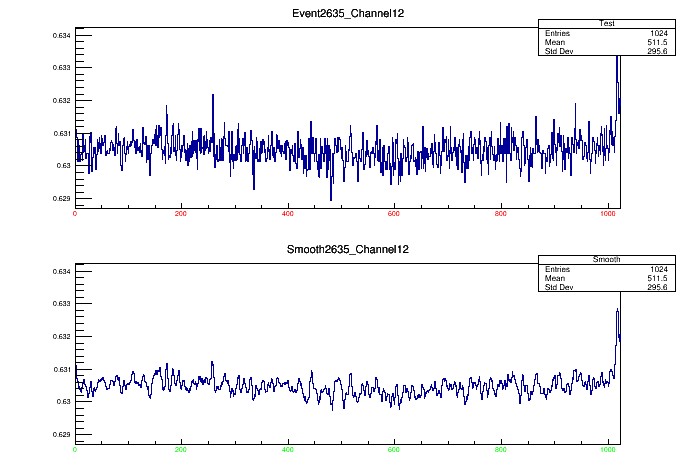 Event2635_Channel12
Test
Entries 1024
Mean 511.5
Std Dev 295.6
0.634
0.633
0.632
0.631
0.63
0.629
0 200 400 600 800 1000
Smooth2635_Channel12
Smooth
Entries 1024
Mean 511.5
Std Dev 295.6
0.634
0.633
0.632
0.631
0.63
0.629
0 200 400 600 800 1000